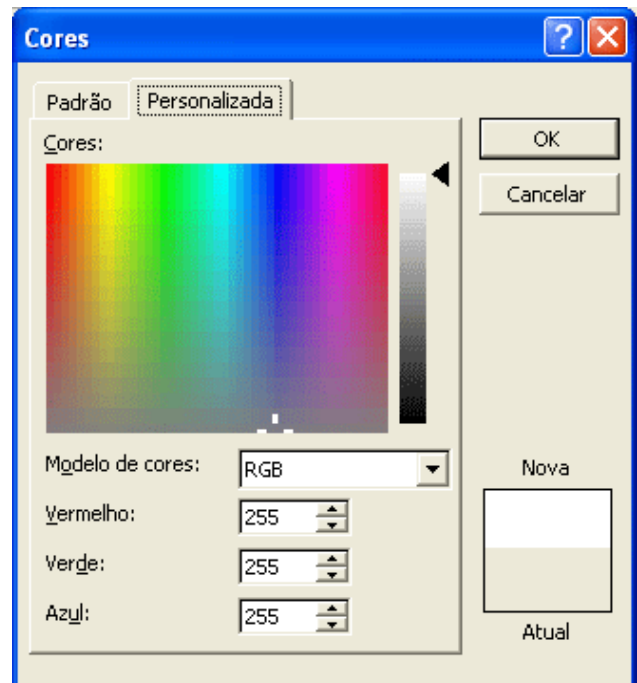 Cores
Padrão Personalizada
Cores:
OK
Cancelar
Modelo de cores: RGB
Vermelho: 255
Verde: 255
Azul: 255
Nova
Atual